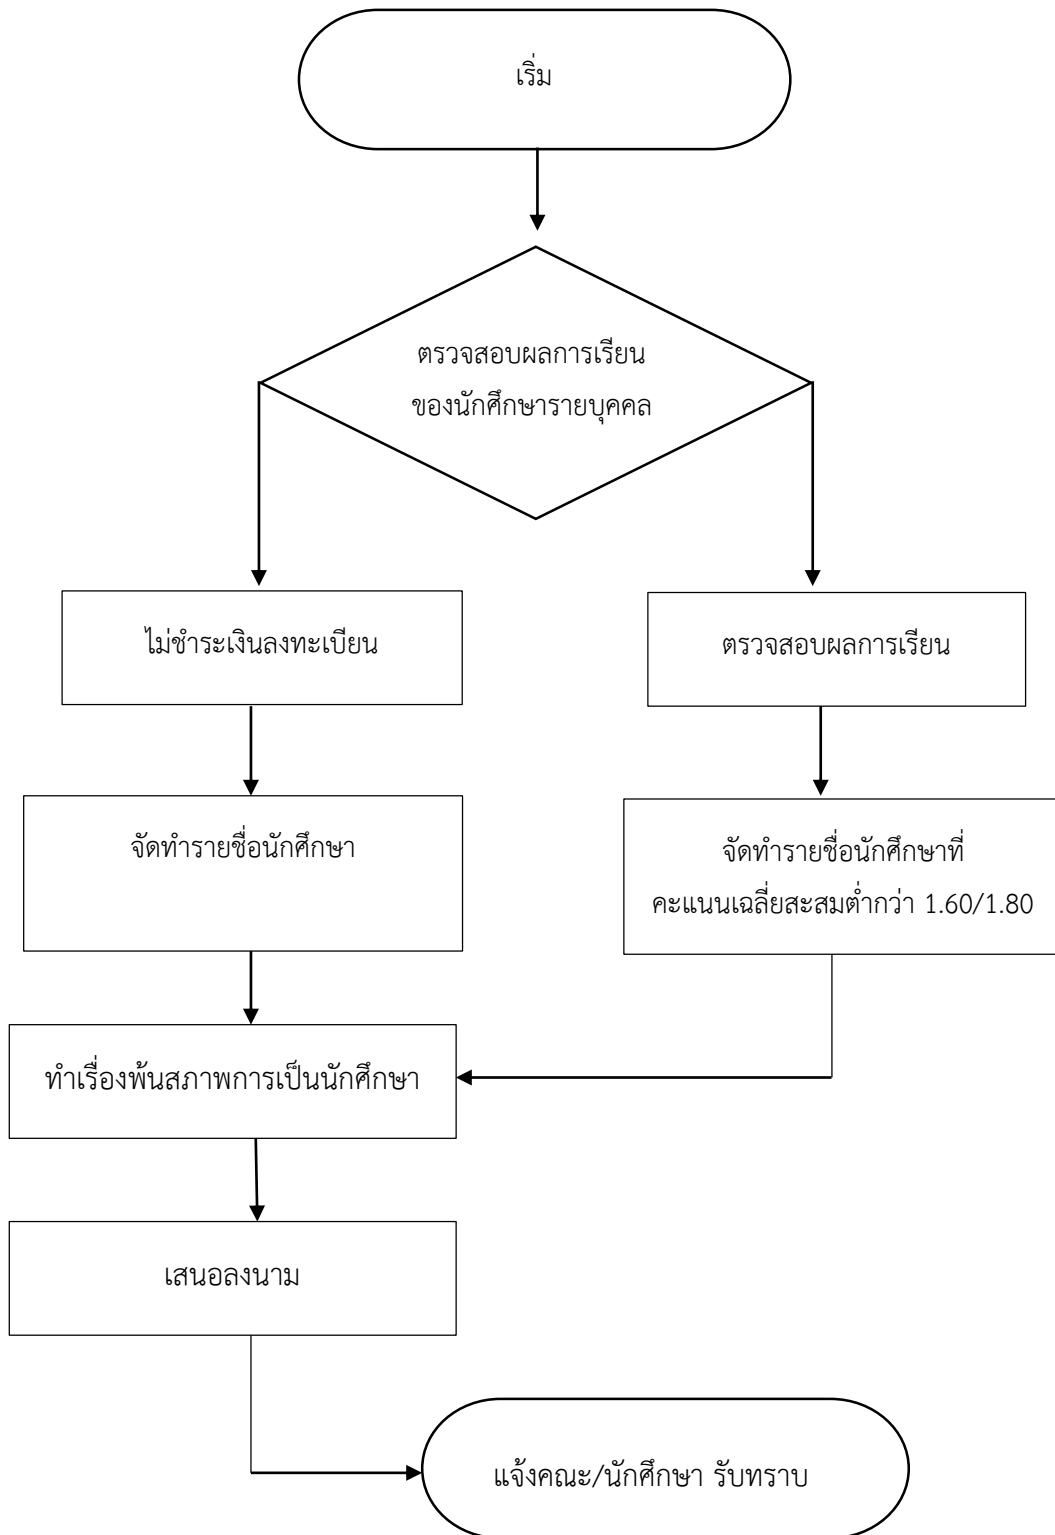 เริ่ม
ตรวจสอบผลการเรียน
ของนักศึกษารายบุคคล
ไม่ชำระเงินลงทะเบียน
ตรวจสอบผลการเรียน
จัดทำรายชื่อนักศึกษา
จัดทำรายชื่อนักศึกษาที่
คะแนนเฉลี่ยสะสมต่ำกว่า 1.60/1.80
ทำเรื่องพ้นสภาพการเป็นนักศึกษา
เสนอลงนาม
แจ้งคณะ/นักศึกษา รับทราบ